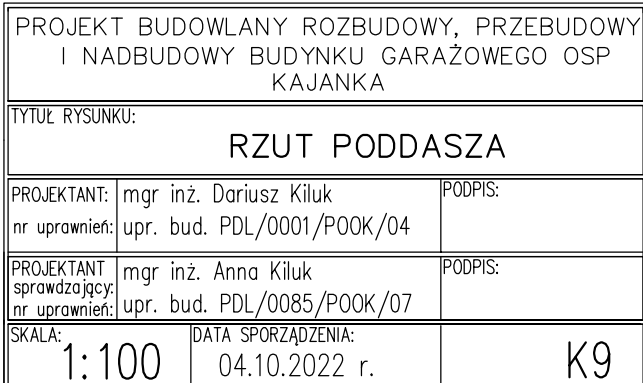 PROJEKT BUDOWLANY ROZBUDOWY, PRZEBUDOWY
I NADBUDOWY BUDYNKU GARAŻOWEGO OSP
KAJANKA
TYTUŁ RYSUNKU:
RZUT PODDASZA
PROJEKTANT: mgr inż. Dariusz Kiluk PODPIS:
nr uprawnień: upr. bud. PDL/0001/POOK/04
PROJEKTANT mgr inż. Anna Kiluk PODPIS:
sprawdzający:
nr uprawnień: upr. bud. PDL/0085/POOK/07
SKALA: DATA SPORZĄDZENIA:
1:100 04.10.2022 r. K9